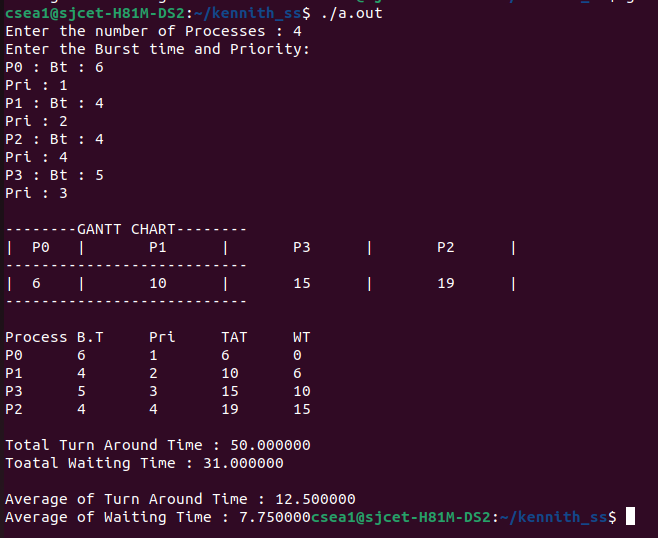 csea1@sjcet-H81M-DS2:~/kennith_ss$ ./a.out
Enter the number of Processes : 4
Enter the Burst time and Priority:
P0 : Bt : 6
Pri : 1
P1 : Bt : 4
Pri : 2
P2 : Bt : 4
Pri : 4
P3 : Bt : 5
Pri : 3
--------GANTT CHART--------
| P0 | P1 | P3 | P2 |
---------------------------
| 6 | 10 | 15 | 19 |
---------------------------
Process B.T Pri TAT WT
P0 6 1 6 0
P1 4 2 10 6
P3 5 3 15 10
P2 4 4 19 15
Total Turn Around Time : 50.000000
Toatal Waiting Time : 31.000000
Average of Turn Around Time : 12.500000
Average of Waiting Time : 7.750000csea1@sjcet-H81M-DS2:~/kennith_ss$